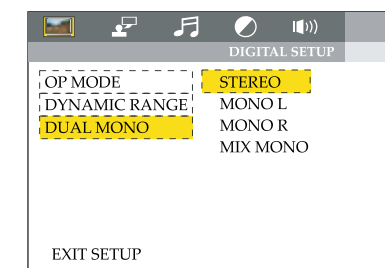 DIGITAL SETUP
OP MODE
DYNAMIC RANGE
DUAL MONO
STEREO
MONO L
MONO R
MIX MONO
EXIT SETUP